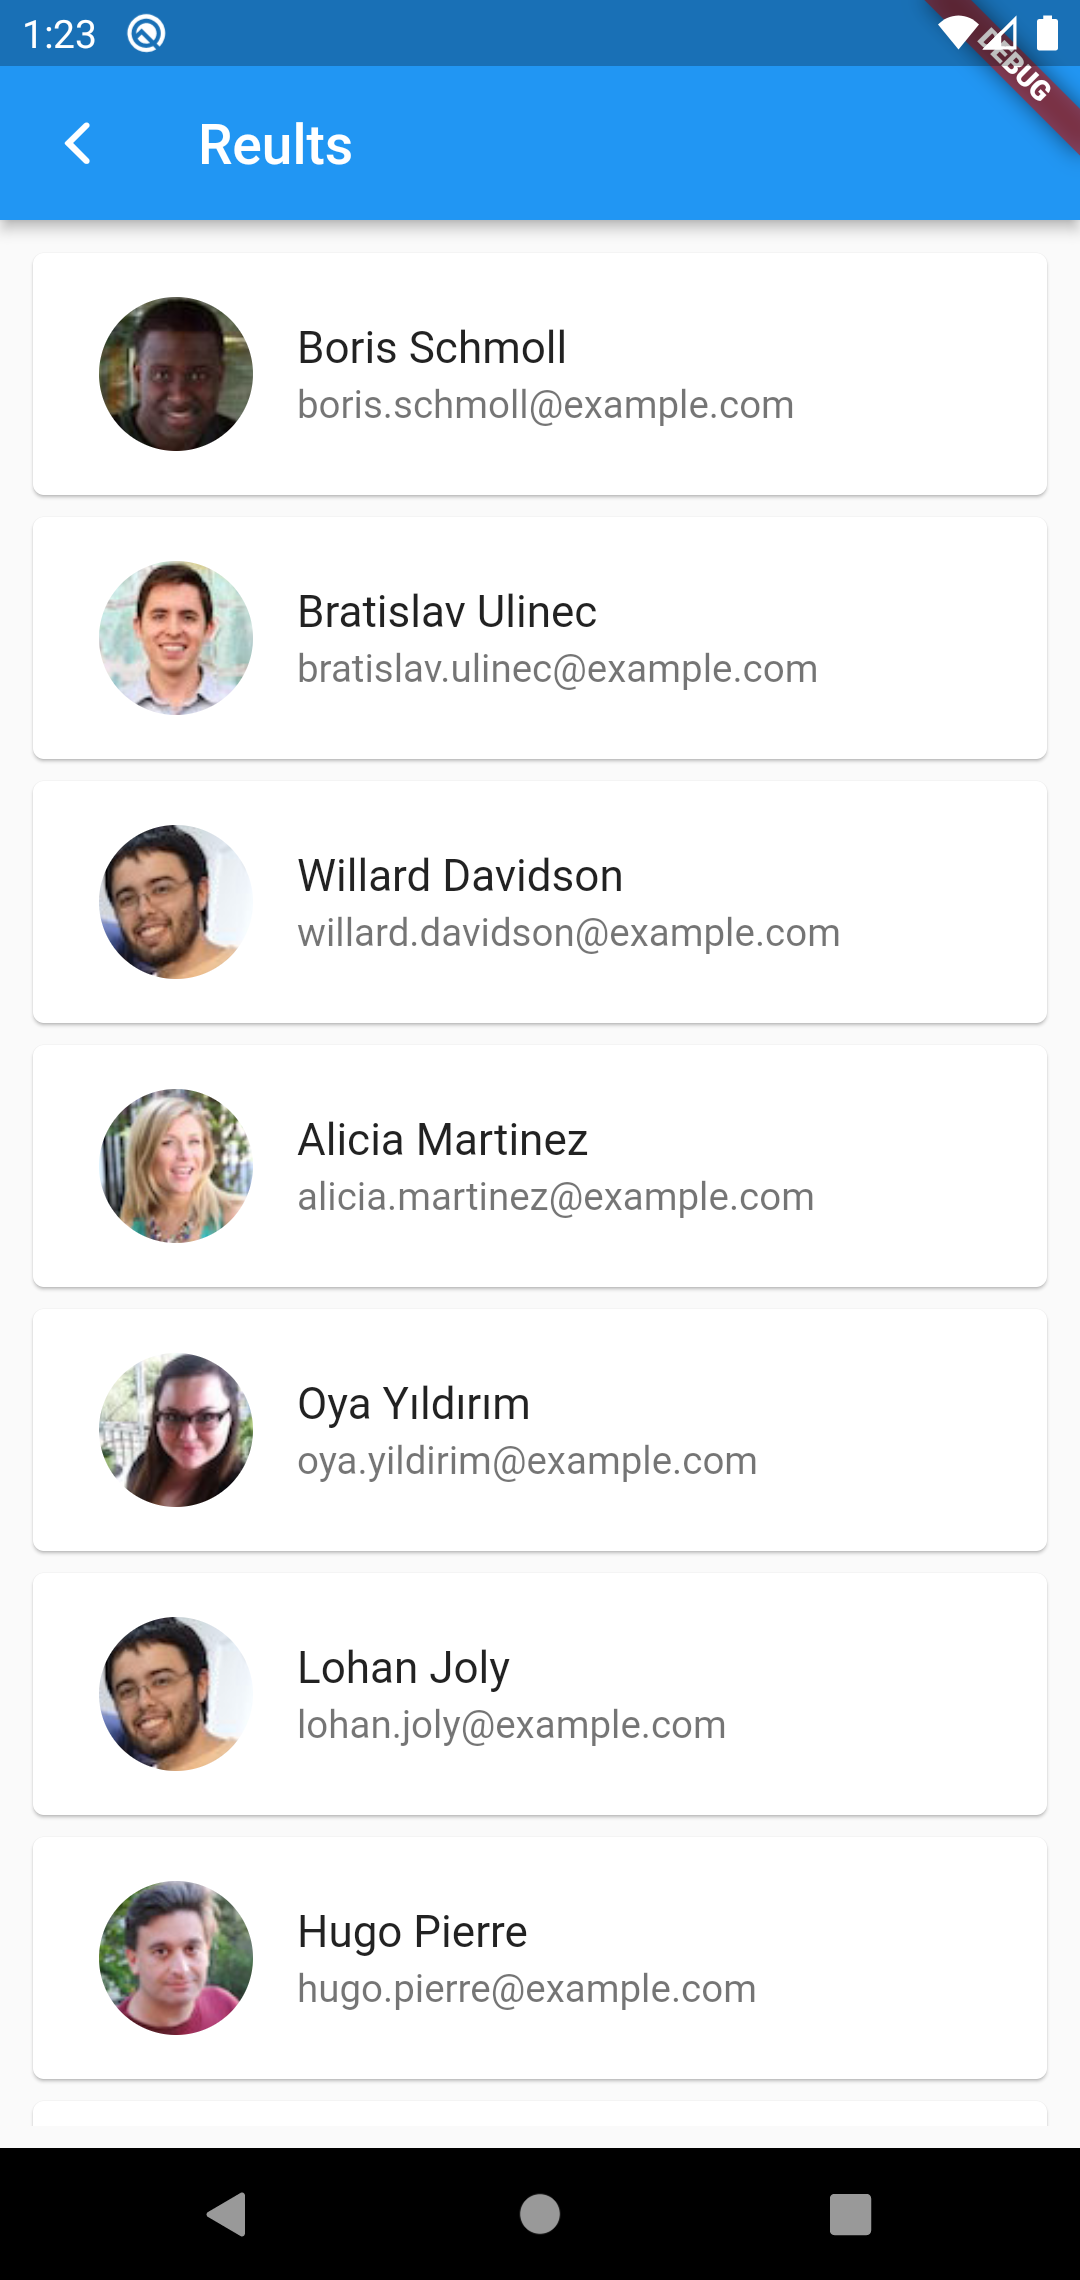 1:23
DEBUG
Reults
Boris Schmoll
boris.schmoll@example.com
Bratislav Ulinec
bratislav.ulinec@example.com
Willard Davidson
willard.davidson@example.com
Alicia Martinez
alicia.martinez@example.com
Oya Yıldırım
oya.yildirim@example.com
Lohan Joly
lohan.joly@example.com
Hugo Pierre
hugo.pierre@example.com